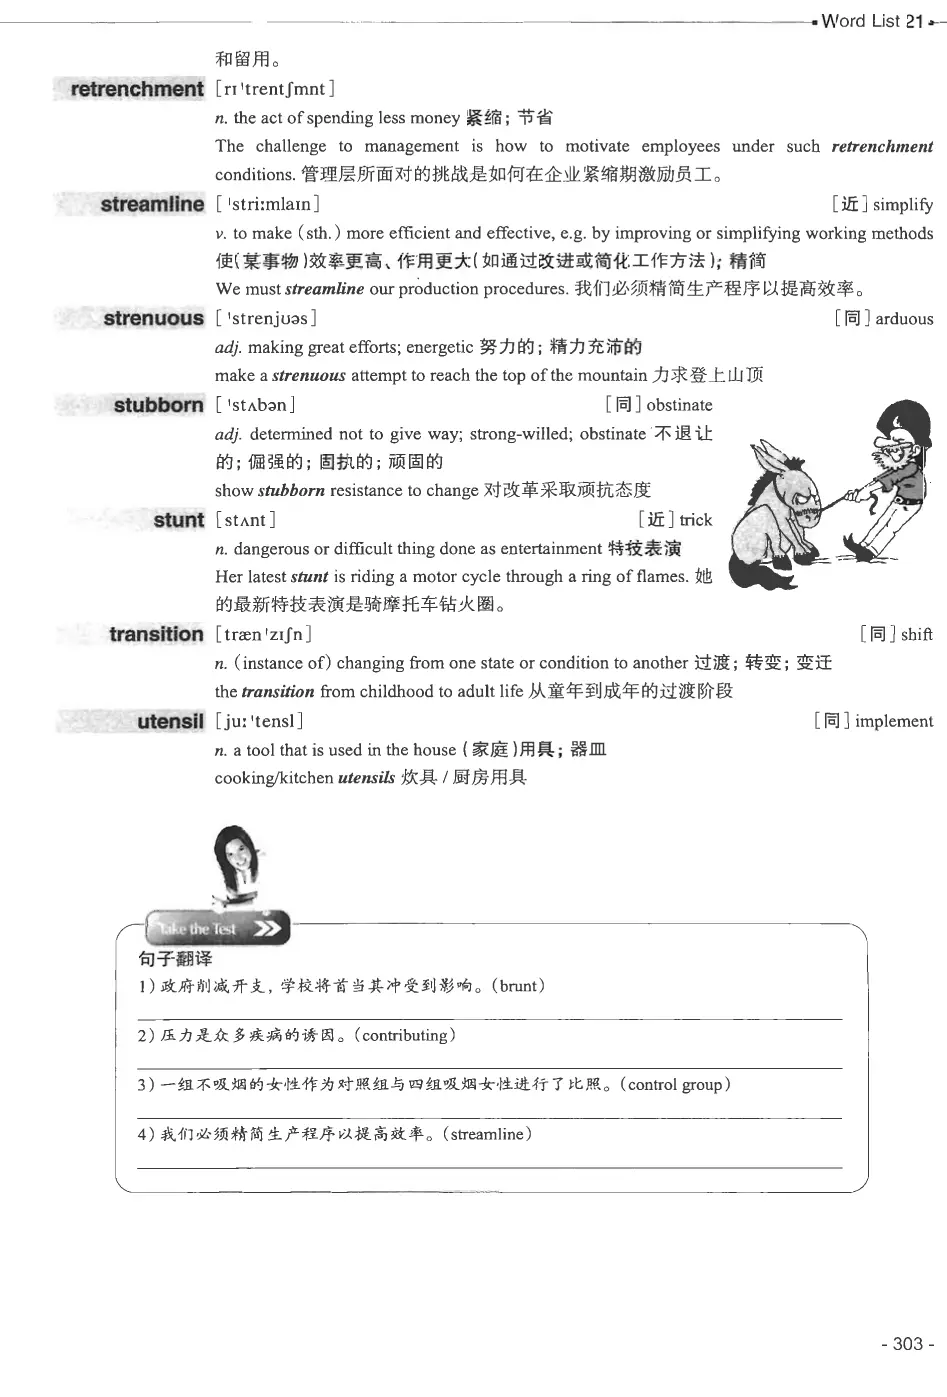 Word List 21
和留用。
retrenchment [rɪˈtrentʃmnt]
n. the act of spending less money 紧缩；节省
The challenge to management is how to motivate employees under such retrenchment
conditions. 管理层所面对的挑战是如何在企业紧缩期激励员工。
streamline [ˈstriːmlaɪn] [近] simplify
v. to make (sth.) more efficient and effective, e.g. by improving or simplifying working methods
使(某事物)效率更高、作用更大(如通过改进或简化工作方法)；精简
We must streamline our production procedures. 我们必须精简生产程序以提高效率。
strenuous [ˈstrenjʊəs] [同] arduous
adj. making great efforts; energetic 努力的；精力充沛的
make a strenuous attempt to reach the top of the mountain 力求登上山顶
stubborn [ˈstʌbən] [同] obstinate
adj. determined not to give way; strong-willed; obstinate 不退让
的；倔强的；固执的；顽固的
show stubborn resistance to change 对改革采取顽抗态度
stunt [stʌnt] [近] trick
n. dangerous or difficult thing done as entertainment 特技表演
Her latest stunt is riding a motor cycle through a ring of flames. 她
的最新特技表演是骑摩托车钻火圈。
transition [trænˈzɪʃn] [同] shift
n. (instance of) changing from one state or condition to another 过渡；转变；变迁
the transition from childhood to adult life 从童年到成年的过渡阶段
utensil [juːˈtensl] [同] implement
n. a tool that is used in the house (家庭)用具；器皿
cooking/kitchen utensils 炊具 / 厨房用具
Take the Test
句子翻译
1) 政府削减开支，学校将首当其冲受到影响。(brunt)
2) 压力是众多疾病的诱因。(contributing)
3) 一组不吸烟的女性作为对照组与四组吸烟女性进行了比照。(control group)
4) 我们必须精简生产程序以提高效率。(streamline)
- 303 -